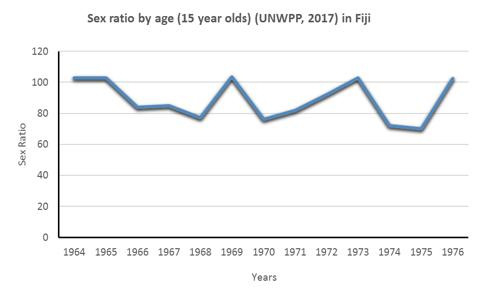 Sex ratio by age (15 year olds) (UNWPP, 2017) in Fiji
120
100
80
60
40
20
0
Sex Ratio
1964 1965 1966 1967 1968 1969 1970 1971 1972 1973 1974 1975 1976
Years